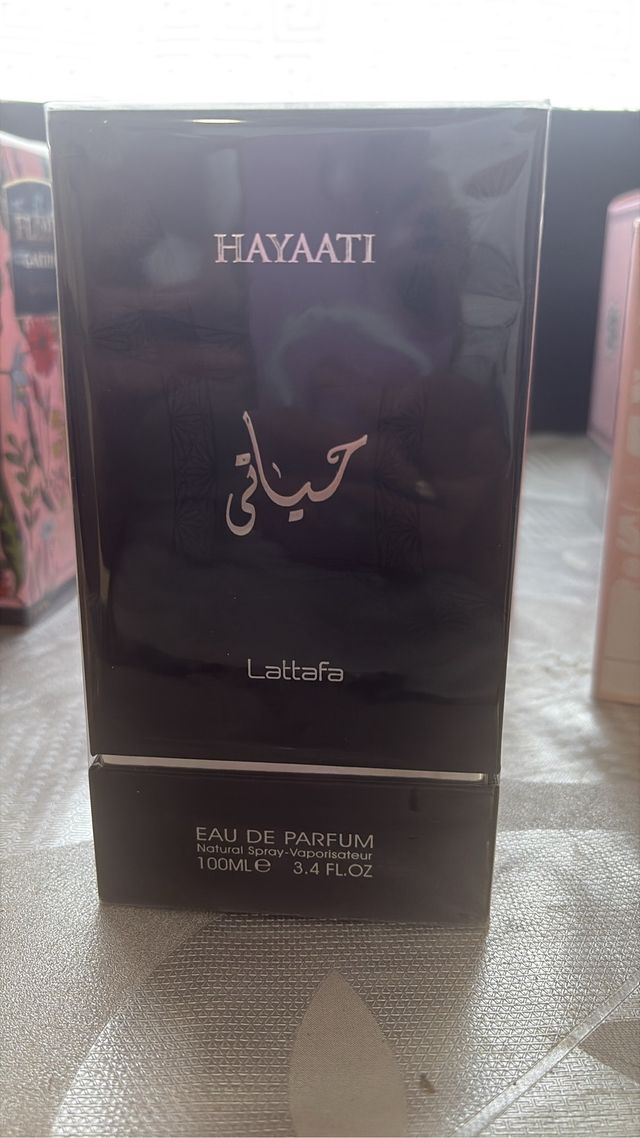 HAYAATI
حياتي
Lattafa
EAU DE PARFUM
Natural Spray-Vaporisateur
100ML℮ 3.4 FL.OZ